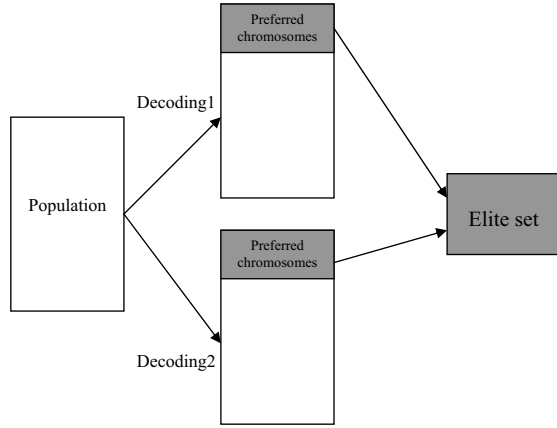 Preferred
chromosomes
Decoding1
Population
Elite set
Preferred
chromosomes
Decoding2